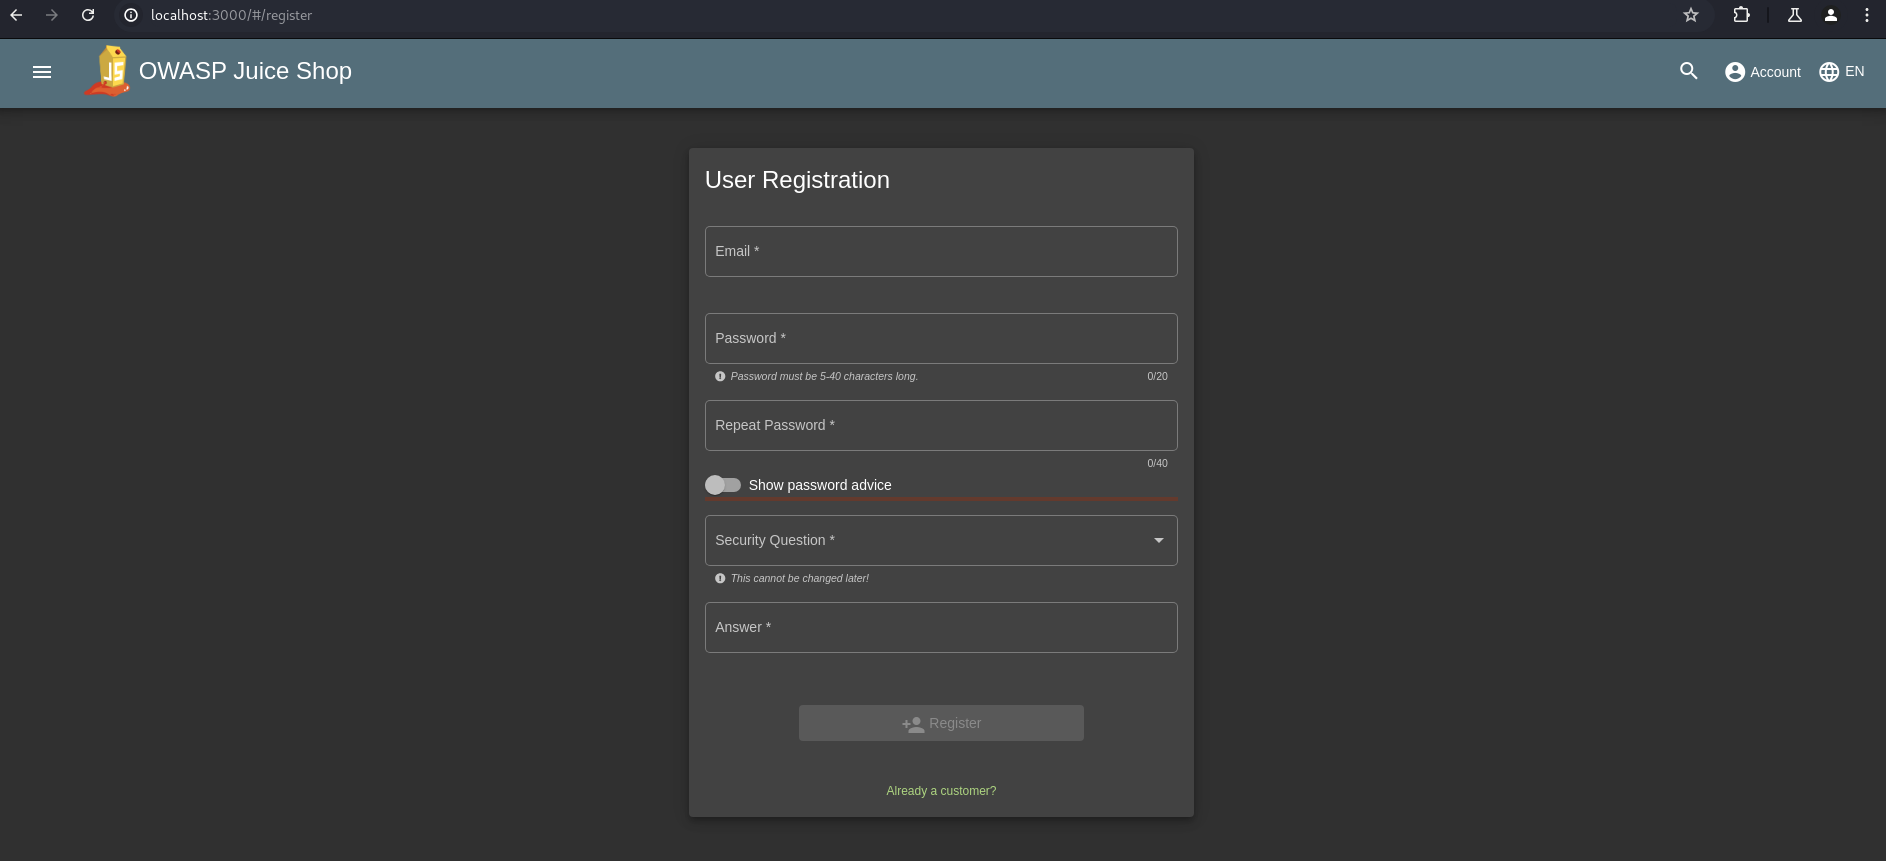 localhost:3000/#/register
JS
OWASP Juice Shop
Account
EN
User Registration
Email *
Password *
Password must be 5-40 characters long.
0/20
Repeat Password *
0/40
Show password advice
Security Question *
This cannot be changed later!
Answer *
Register
Already a customer?